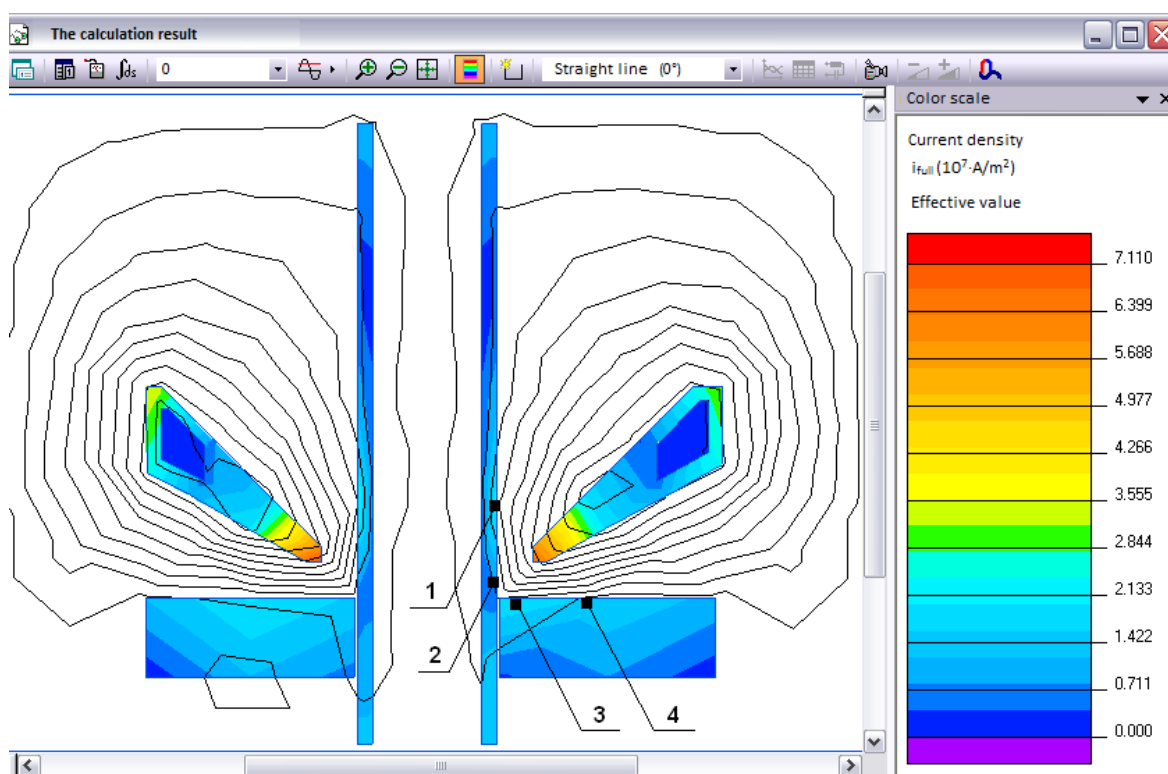 The calculation result
0
Straight line (0°)
Color scale
Current density
i_full (10⁷·A/m²)
Effective value
7.110
6.399
5.688
4.977
4.266
3.555
2.844
2.133
1.422
0.711
0.000
1
2
3
4